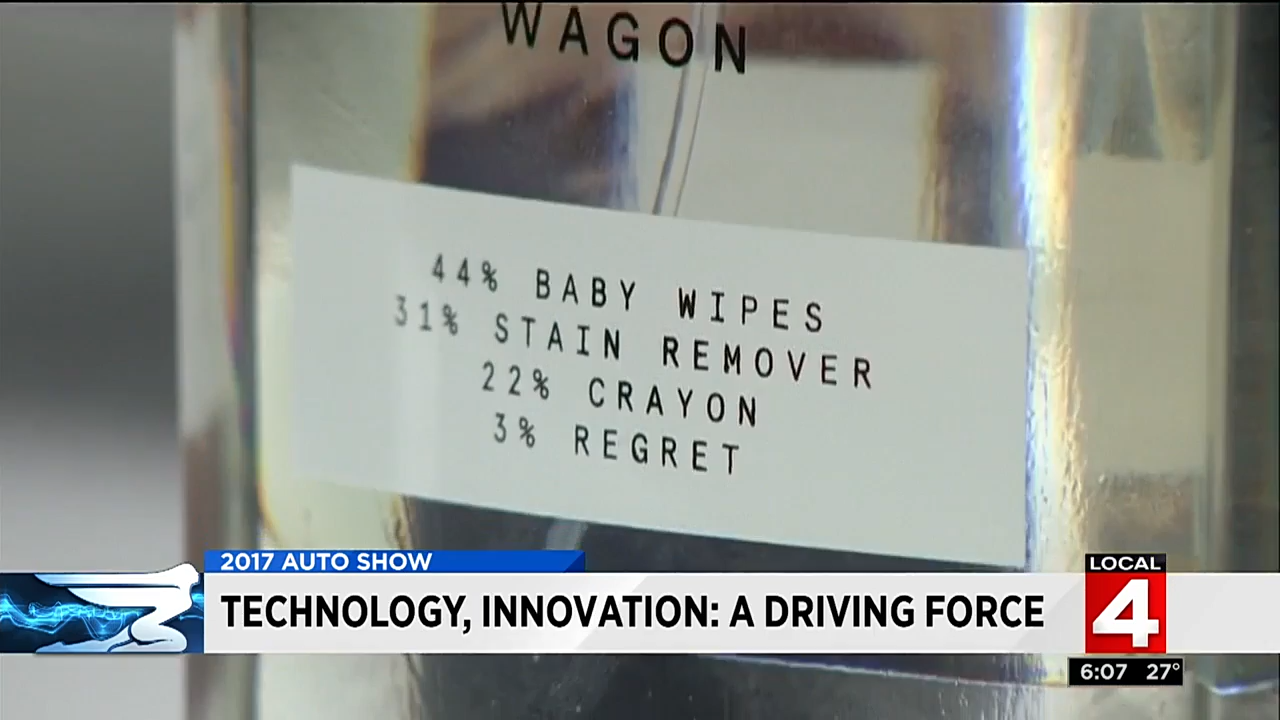 WAGON
44% BABY WIPES
31% STAIN REMOVER
22% CRAYON
3% REGRET
2017 AUTO SHOW
TECHNOLOGY, INNOVATION: A DRIVING FORCE
LOCAL
4
6:07 27°